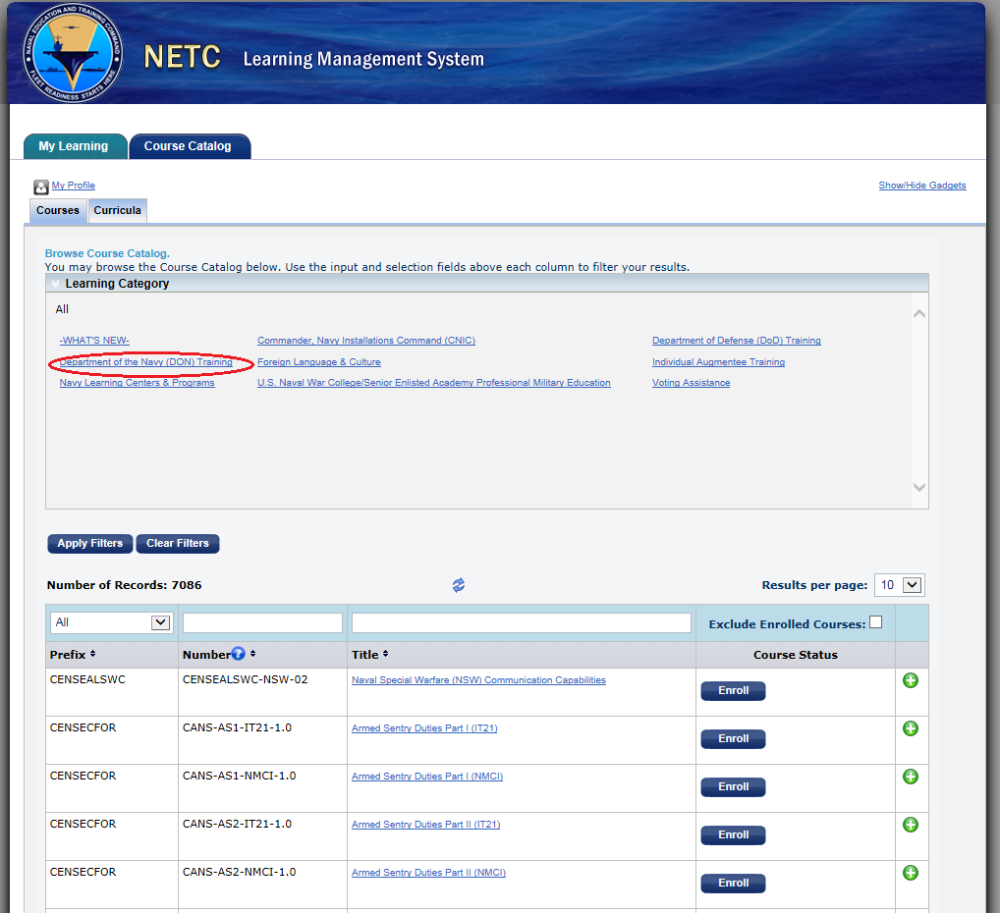 NAVAL EDUCATION AND TRAINING COMMAND
FLEET READINESS STARTS HERE
NETC Learning Management System
My Learning Course Catalog
My Profile Show/Hide Gadgets
Courses Curricula
Browse Course Catalog.
You may browse the Course Catalog below. Use the input and selection fields above each column to filter your results.
Learning Category
All
-WHAT'S NEW- Commander, Navy Installations Command (CNIC) Department of Defense (DoD) Training
Department of the Navy (DON) Training Foreign Language & Culture Individual Augmentee Training
Navy Learning Centers & Programs U.S. Naval War College/Senior Enlisted Academy Professional Military Education Voting Assistance
Apply Filters Clear Filters
Number of Records: 7086 Results per page: 10
All Exclude Enrolled Courses:
Prefix Number ? Title Course Status
CENSEALSWC CENSEALSWC-NSW-02 Naval Special Warfare (NSW) Communication Capabilities Enroll
CENSECFOR CANS-AS1-IT21-1.0 Armed Sentry Duties Part I (IT21) Enroll
CENSECFOR CANS-AS1-NMCI-1.0 Armed Sentry Duties Part I (NMCI) Enroll
CENSECFOR CANS-AS2-IT21-1.0 Armed Sentry Duties Part II (IT21) Enroll
CENSECFOR CANS-AS2-NMCI-1.0 Armed Sentry Duties Part II (NMCI) Enroll